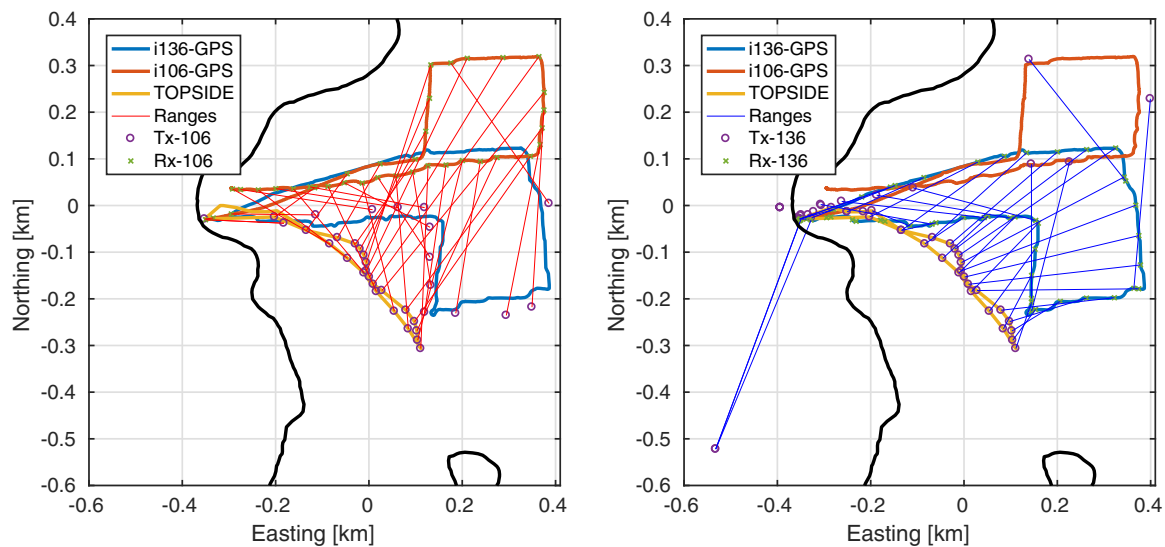 0.4
0.3
0.2
0.1
0
-0.1
-0.2
-0.3
-0.4
-0.5
-0.6
Northing [km]
-0.6
-0.4
-0.2
0
0.2
0.4
Easting [km]
i136-GPS
i106-GPS
TOPSIDE
Ranges
Tx-106
Rx-106
0.4
0.3
0.2
0.1
0
-0.1
-0.2
-0.3
-0.4
-0.5
-0.6
Northing [km]
-0.6
-0.4
-0.2
0
0.2
0.4
Easting [km]
i136-GPS
i106-GPS
TOPSIDE
Ranges
Tx-136
Rx-136